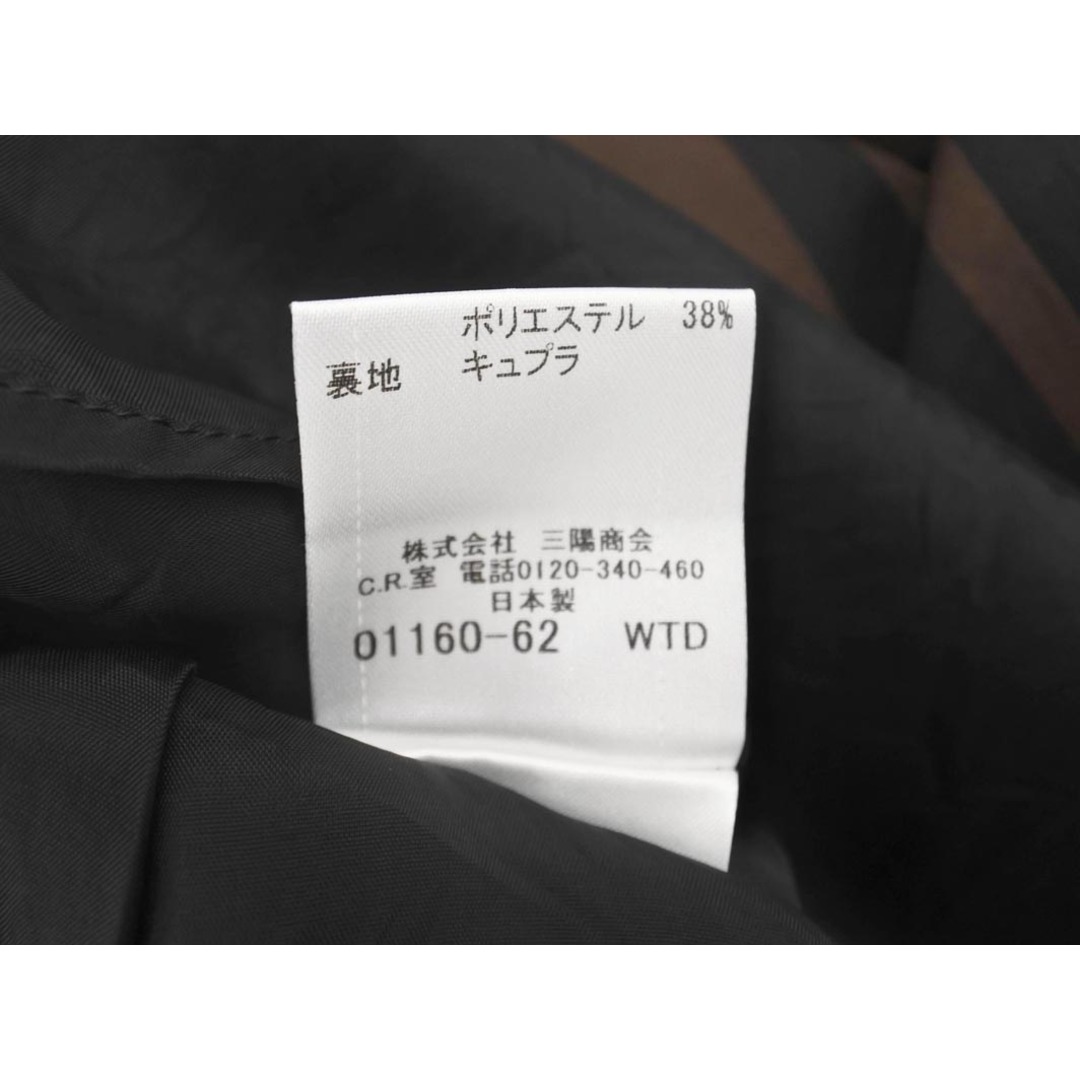 ポリエステル 38%
裏地 キュプラ
株式会社 三陽商会
C.R.室 電話0120-340-460
日本製
01160-62 WTD